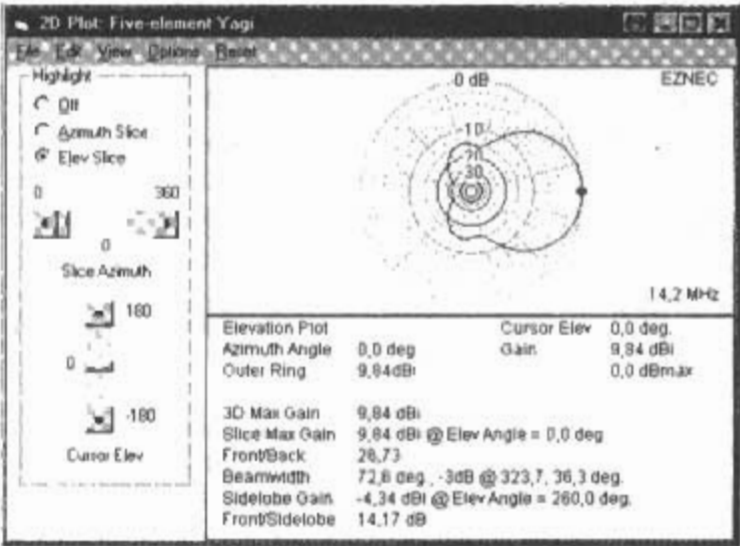 2D Plot: Five-element Yagi
File Edit View Options Reset
Highlight
Off
Azimuth Slice
Elev Slice
0 360
0
Slice Azimuth
180
0
-180
Cursor Elev
0 dB
EZNEC
-10
-20
-30
14,2 MHz
Elevation Plot Cursor Elev 0,0 deg.
Azimuth Angle 0,0 deg Gain 9,84 dBi
Outer Ring 9,84dBi 0,0 dBmax
3D Max Gain 9,84 dBi
Slice Max Gain 9,84 dBi @ Elev Angle = 0,0 deg
Front/Back 28,73
Beamwidth 72,6 deg., -3dB @ 323,7, 36,3 deg.
Sidelobe Gain -4,34 dBi @ Elev Angle = 260,0 deg.
Front/Sidelobe 14,17 dB